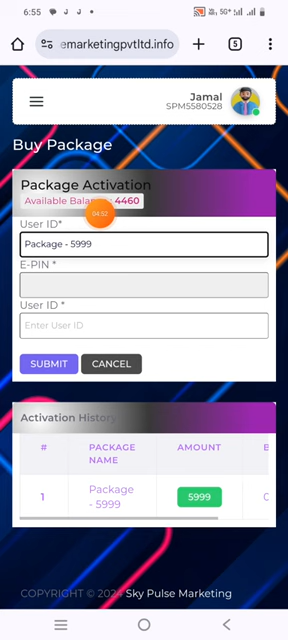 6:55
5G+
emarketingpvtltd.info
5
Jamal
SPM5580528
Buy Package
Package Activation
Available Balance : 4460
04:52
User ID*
Package - 5999
E-PIN *
User ID *
Enter User ID
SUBMIT
CANCEL
Activation History
# PACKAGE NAME AMOUNT
1 Package - 5999 5999
COPYRIGHT © 2024 Sky Pulse Marketing